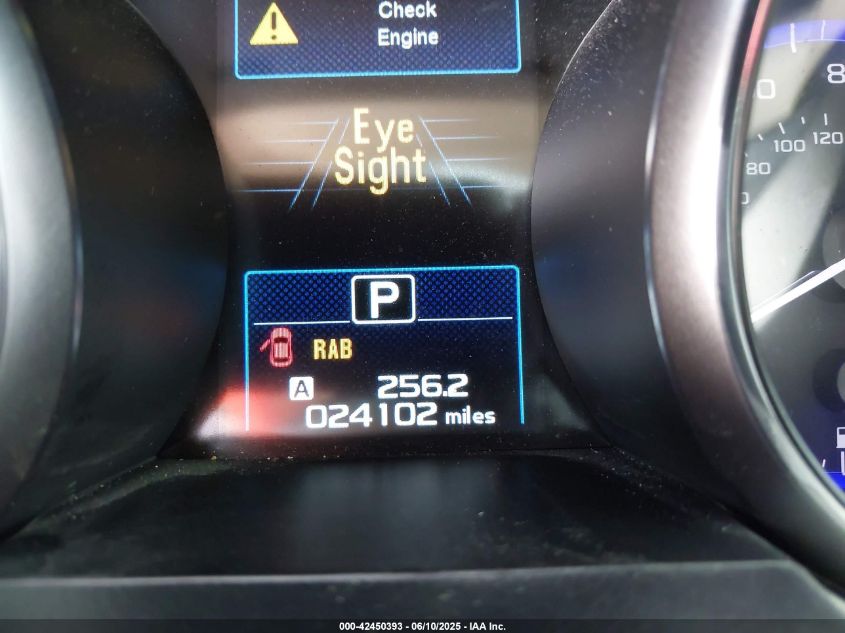 Check
Engine
Eye
Sight
P
RAB
A 256.2
024102 miles
8
80 100 120
000-42450393 - 06/10/2025 - IAA Inc.